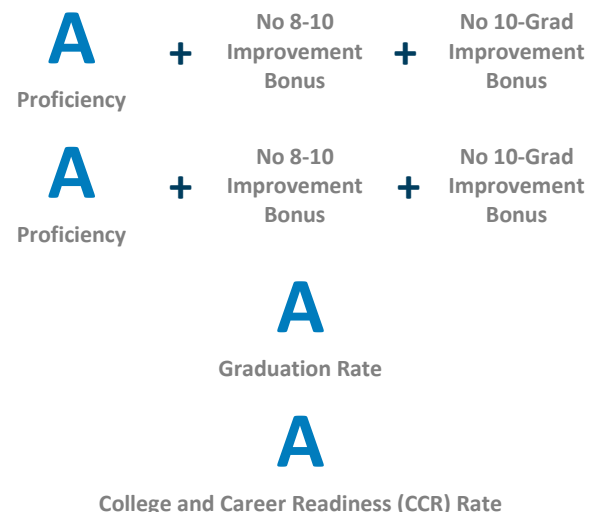 A + No 8-10 Improvement Bonus + No 10-Grad Improvement Bonus
Proficiency
A + No 8-10 Improvement Bonus + No 10-Grad Improvement Bonus
Proficiency
A
Graduation Rate
A
College and Career Readiness (CCR) Rate